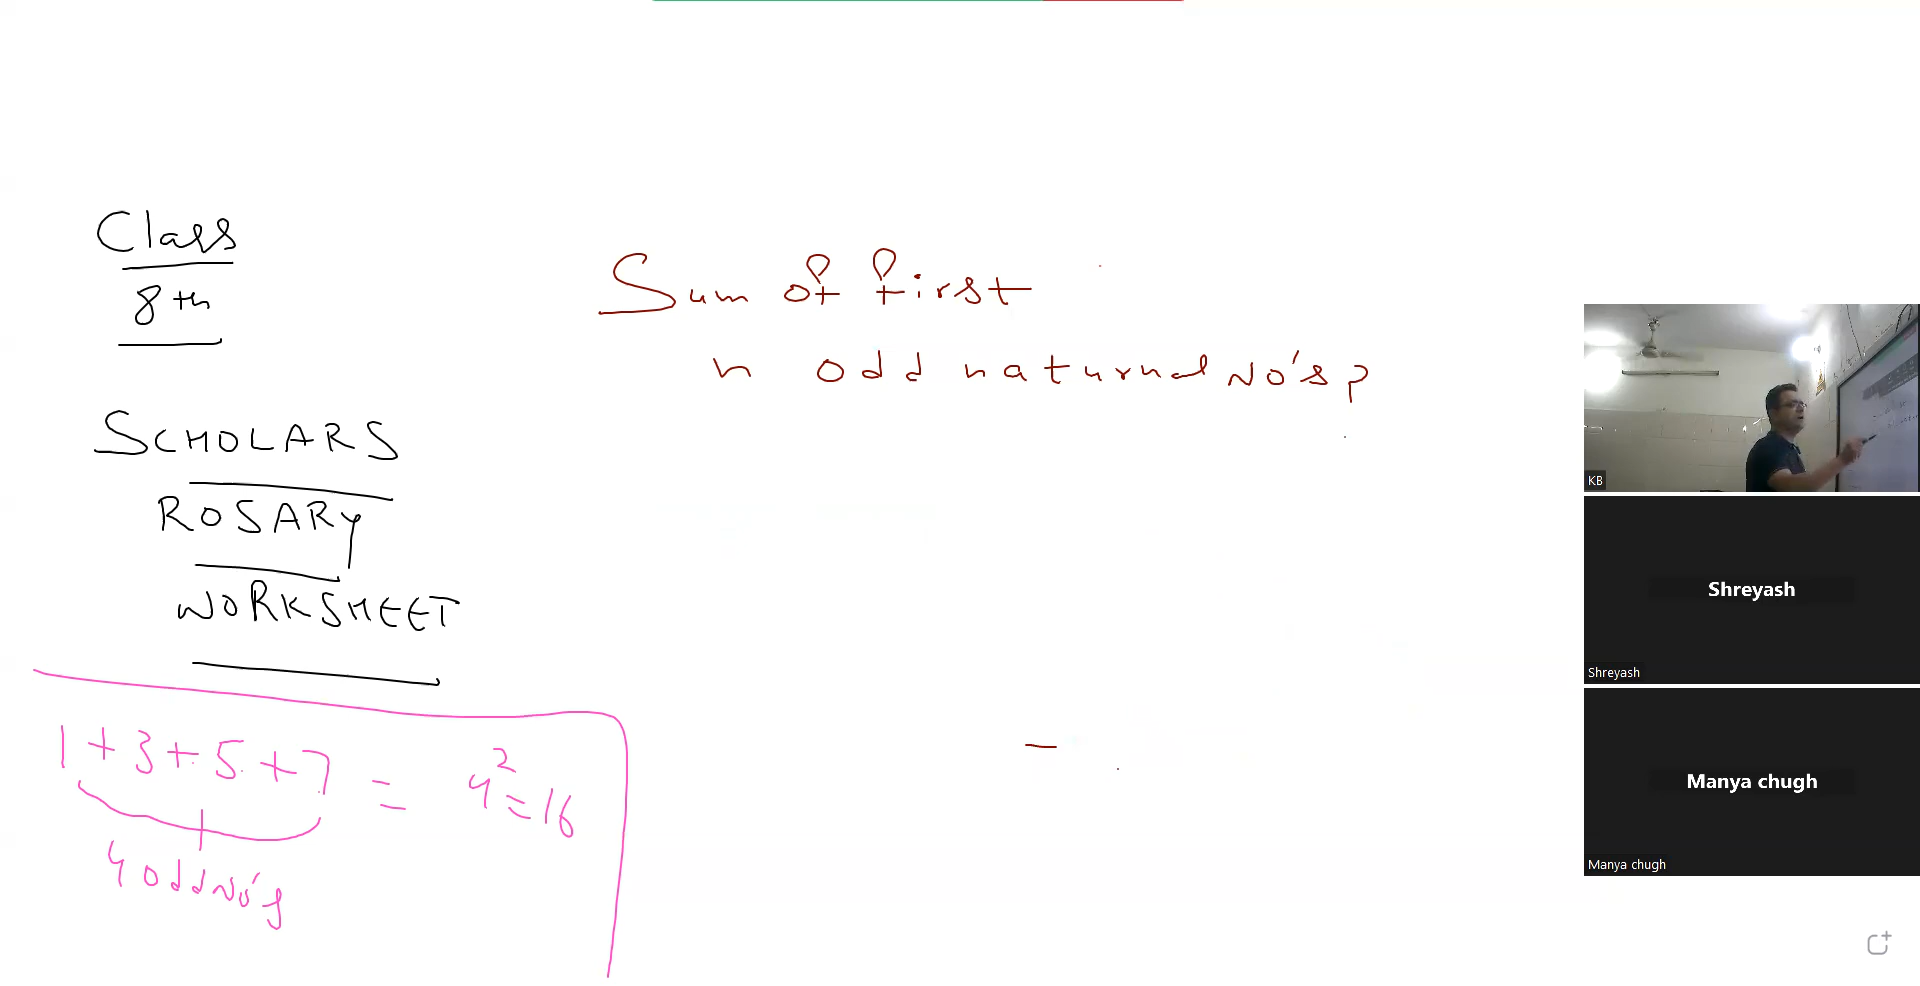 Class
8th
SCHOLARS
ROSARY
WORKSHEET
1+3+5+7 = 4²=16
4 odd No's
Sum of first
n odd natural No's?
KB
Shreyash
Shreyash
Manya chugh
Manya chugh